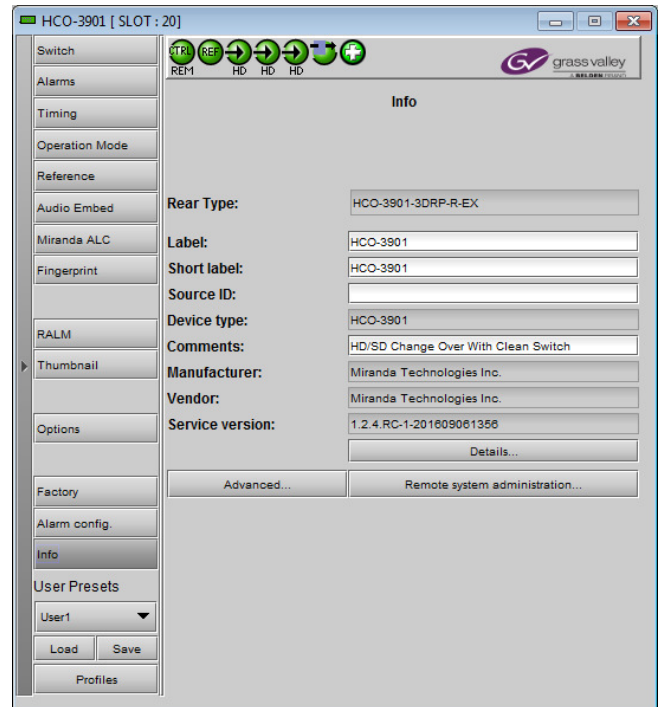 HCO-3901 [ SLOT : 20]
Switch
Alarms
Timing
Operation Mode
Reference
Audio Embed
Miranda ALC
Fingerprint
RALM
Thumbnail
Options
Factory
Alarm config.
Info
User Presets
User1
Load Save
Profiles
CTRL REF
REM HD HD HD
GV grass valley
A BELDEN BRAND
Info
Rear Type: HCO-3901-3DRP-R-EX
Label: HCO-3901
Short label: HCO-3901
Source ID:
Device type: HCO-3901
Comments: HD/SD Change Over With Clean Switch
Manufacturer: Miranda Technologies Inc.
Vendor: Miranda Technologies Inc.
Service version: 1.2.4.RC-1-201609061356
Details...
Advanced... Remote system administration...